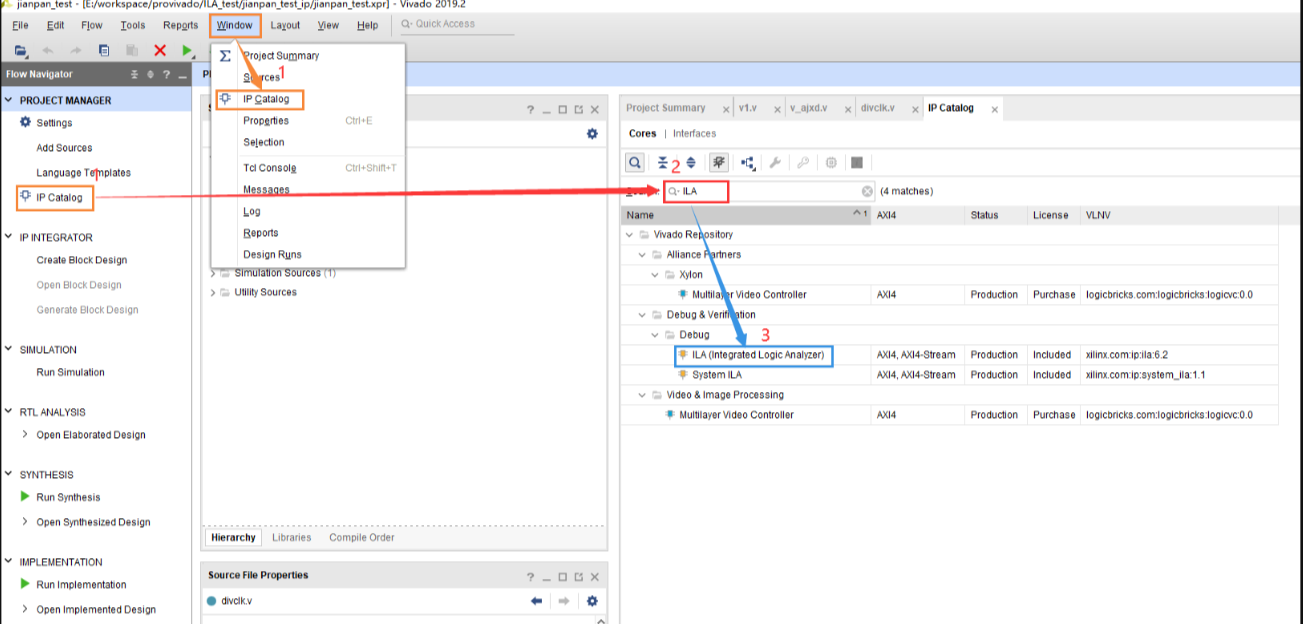 jianpan_test - [E:/workspace/provivado/ILA_test/jianpan_test_ip/jianpan_test.xpr] - Vivado 2019.2
File Edit Flow Tools Reports Window Layout View Help Q- Quick Access
Flow Navigator
PROJECT MANAGER
Settings
Add Sources
Language Templates
1
IP Catalog
IP INTEGRATOR
Create Block Design
Open Block Design
Generate Block Design
SIMULATION
Run Simulation
RTL ANALYSIS
Open Elaborated Design
SYNTHESIS
Run Synthesis
Open Synthesized Design
IMPLEMENTATION
Run Implementation
Open Implemented Design
Project Summary
1
Sources
IP Catalog
Properties Ctrl+E
Selection
Tcl Console Ctrl+Shift+T
Messages
Log
Reports
Design Runs
Simulation Sources (1)
Utility Sources
Hierarchy Libraries Compile Order
Source File Properties
divclk.v
Project Summary v1.v v_ajxd.v divclk.v IP Catalog
Cores | Interfaces
2
ILA (4 matches)
Name 1 AXI4 Status License VLNV
Vivado Repository
Alliance Partners
Xylon
Multilayer Video Controller AXI4 Production Purchase logicbricks.com:logicbricks:logicvc:0.0
Debug & Verification
Debug
3
ILA (Integrated Logic Analyzer) AXI4, AXI4-Stream Production Included xilinx.com:ip:ila:6.2
System ILA AXI4, AXI4-Stream Production Included xilinx.com:ip:system_ila:1.1
Video & Image Processing
Multilayer Video Controller AXI4 Production Purchase logicbricks.com:logicbricks:logicvc:0.0